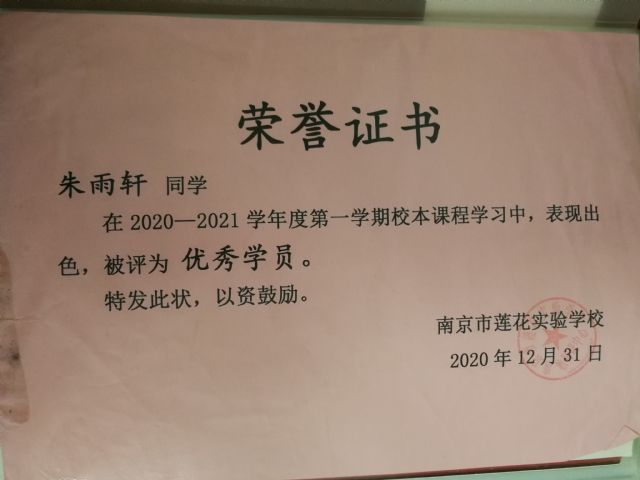 荣誉证书
朱雨轩 同学
在 2020—2021 学年度第一学期校本课程学习中，表现出
色，被评为 优秀学员。
特发此状，以资鼓励。
南京市莲花实验学校
2020 年 12 月 31 日